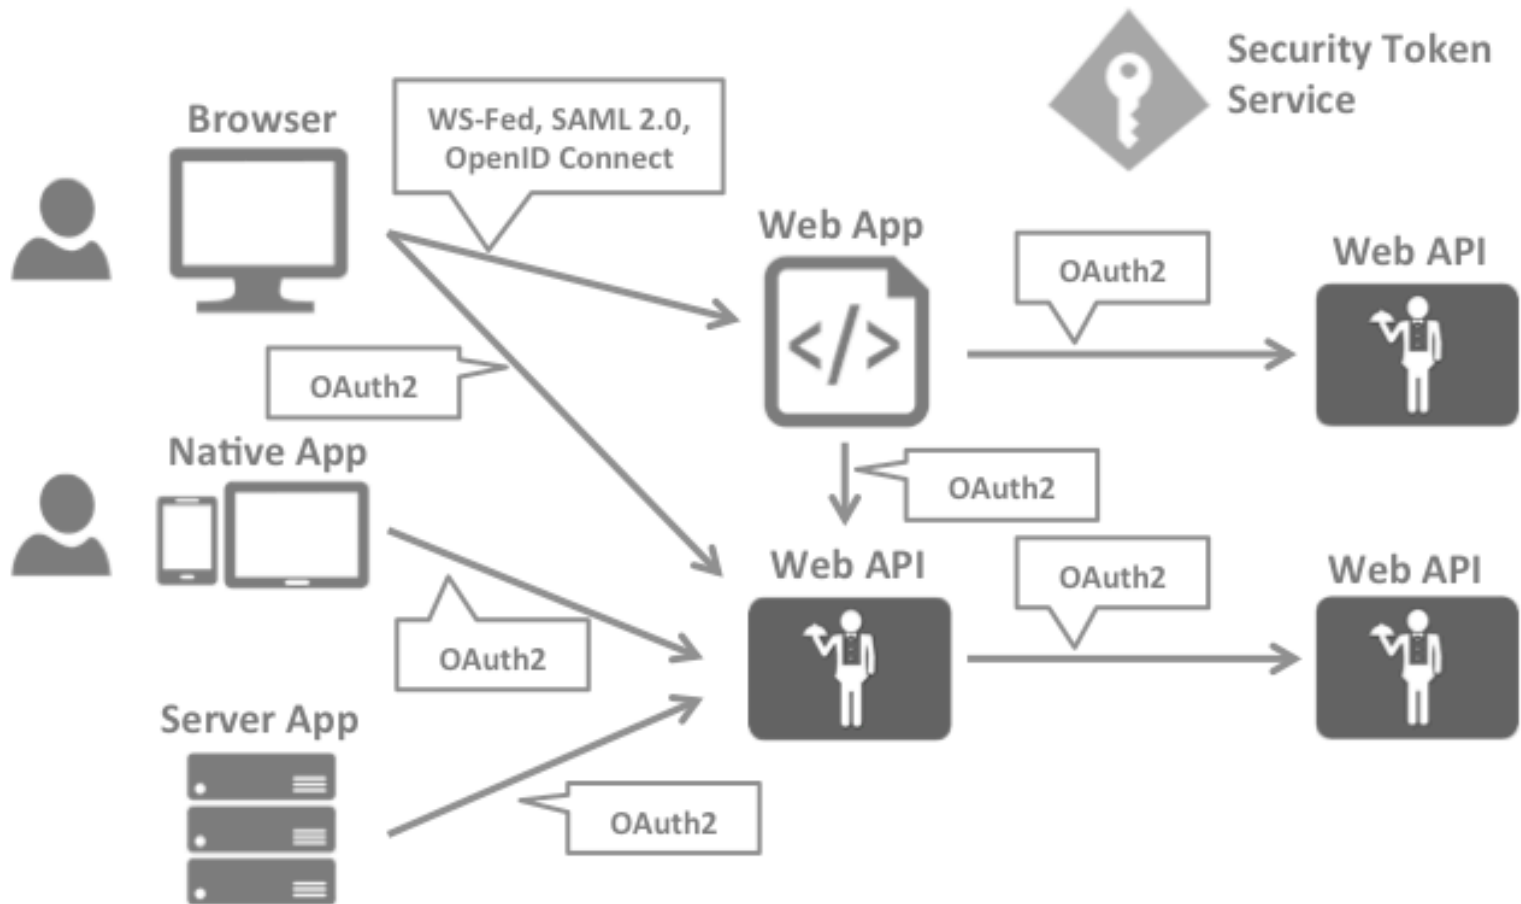 Security Token
Service
Browser
WS-Fed, SAML 2.0,
OpenID Connect
Web App
OAuth2
Web API
</>
OAuth2
Native App
OAuth2
Web API
OAuth2
Web API
OAuth2
Server App
OAuth2